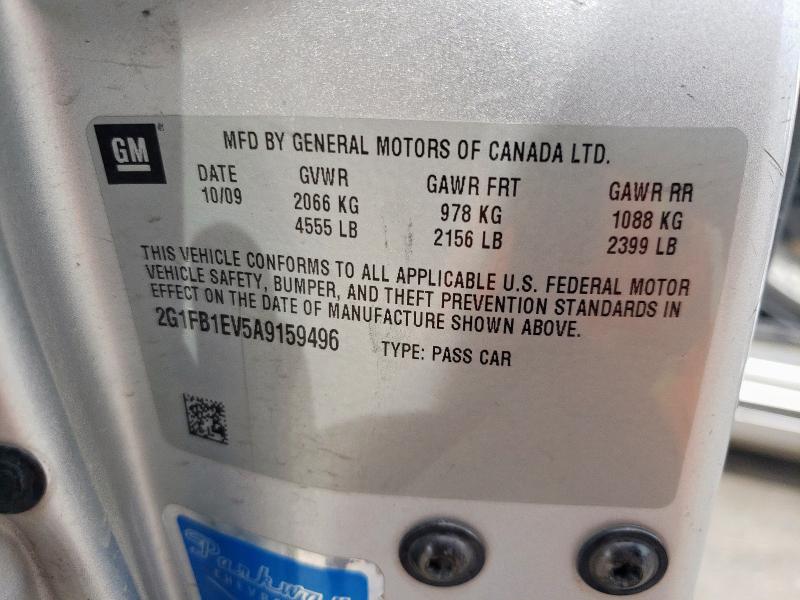 GM
MFD BY GENERAL MOTORS OF CANADA LTD.
DATE GVWR GAWR FRT GAWR RR
10/09 2066 KG 978 KG 1088 KG
4555 LB 2156 LB 2399 LB
THIS VEHICLE CONFORMS TO ALL APPLICABLE U.S. FEDERAL MOTOR
VEHICLE SAFETY, BUMPER, AND THEFT PREVENTION STANDARDS IN
EFFECT ON THE DATE OF MANUFACTURE SHOWN ABOVE.
2G1FB1EV5A9159496 TYPE: PASS CAR
Parkway